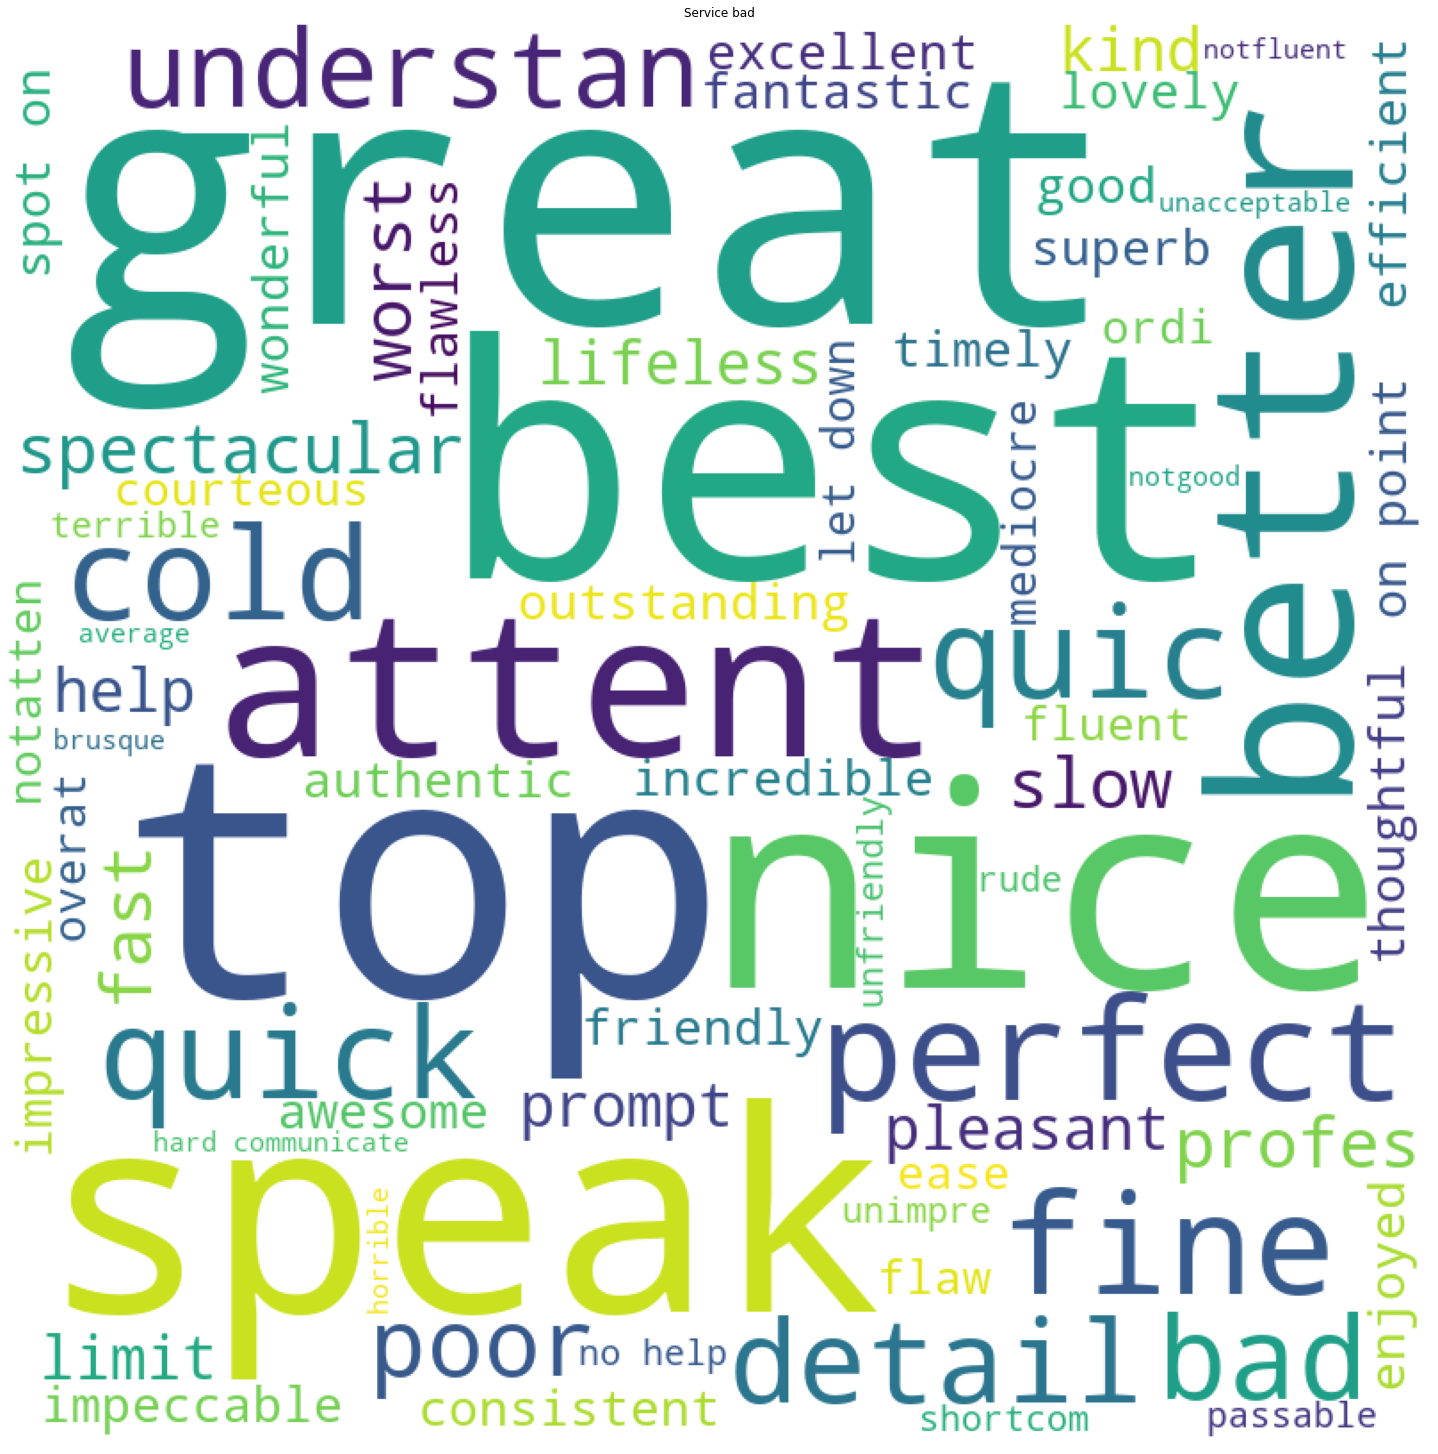 Service bad
understan
excellent
kind
notfluent
fantastic
lovely
efficient
spot on
great
wonderful
worst
flawless
good
unacceptable
superb
better
ordi
timely
lifeless
let down
best
mediocre
notgood
on point
spectacular
courteous
terrible
cold
outstanding
average
attent
quic
help
notatten
brusque
fluent
authentic
incredible
slow
thoughtful
overat
top
nice
unfriendly
rude
fast
impressive
quick
friendly
perfect
awesome
prompt
pleasant
profes
hard communicate
speak
ease
horrible
unimpre
fine
enjoyed
flaw
limit
poor
no help
detail
bad
impeccable
consistent
shortcom
passable